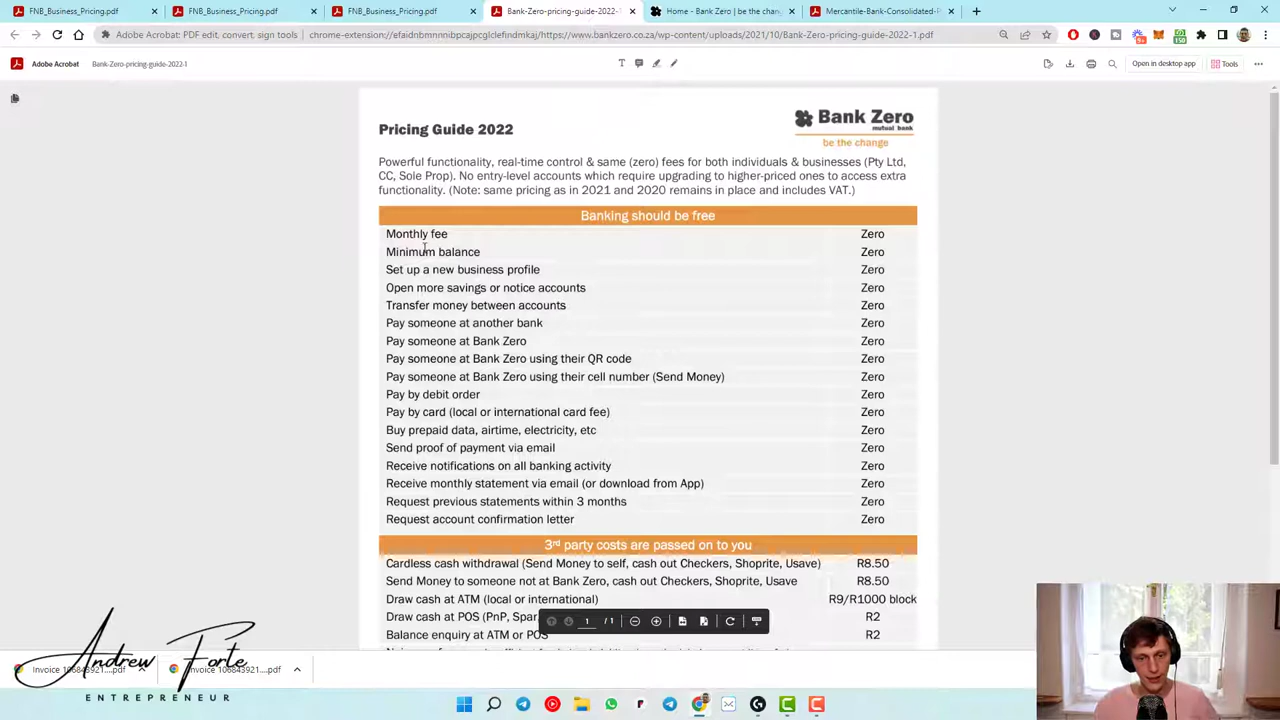 FNB_Business_Pricing.pdf
FNB_Business_Pricing.pdf
FNB_Business_Pricing.pdf
Bank-Zero-pricing-guide-2022-1
Home - Bank Zero | be the chan
Mercantile-Bank-Consolidated-P
Adobe Acrobat: PDF edit, convert, sign tools | chrome-extension://efaidnbmnnnibpcajpcglclefindmkaj/https://www.bankzero.co.za/wp-content/uploads/2021/10/Bank-Zero-pricing-guide-2022-1.pdf
9+
150
Adobe Acrobat
Bank-Zero-pricing-guide-2022-1
Open in desktop app
Tools
Pricing Guide 2022
Bank Zero
mutual bank
be the change
Powerful functionality, real-time control & same (zero) fees for both individuals & businesses (Pty Ltd,
CC, Sole Prop). No entry-level accounts which require upgrading to higher-priced ones to access extra
functionality. (Note: same pricing as in 2021 and 2020 remains in place and includes VAT.)
Banking should be free
Monthly fee Zero
Minimum balance Zero
Set up a new business profile Zero
Open more savings or notice accounts Zero
Transfer money between accounts Zero
Pay someone at another bank Zero
Pay someone at Bank Zero Zero
Pay someone at Bank Zero using their QR code Zero
Pay someone at Bank Zero using their cell number (Send Money) Zero
Pay by debit order Zero
Pay by card (local or international card fee) Zero
Buy prepaid data, airtime, electricity, etc Zero
Send proof of payment via email Zero
Receive notifications on all banking activity Zero
Receive monthly statement via email (or download from App) Zero
Request previous statements within 3 months Zero
Request account confirmation letter Zero
3rd party costs are passed on to you
Cardless cash withdrawal (Send Money to self, cash out Checkers, Shoprite, Usave) R8.50
Send Money to someone not at Bank Zero, cash out Checkers, Shoprite, Usave R8.50
Draw cash at ATM (local or international) R9/R1000 block
Draw cash at POS (PnP, Spar R2
Balance enquiry at ATM or POS R2
1 / 1
Invoice 106843921....pdf
Invoice 106843921....pdf
Andrew Forte
ENTREPRENEUR